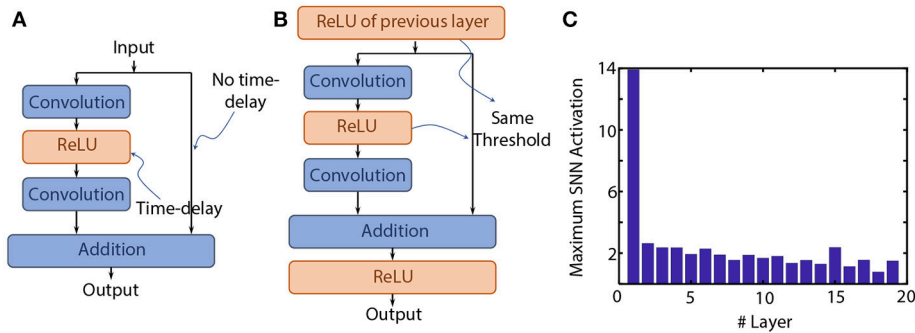 A
Input
No time-
delay
Convolution
ReLU
Convolution
Time-delay
Addition
Output
B
ReLU of previous layer
Convolution
ReLU
Same
Threshold
Convolution
Addition
ReLU
Output
C
Maximum SNN Activation
14
10
6
2
0
5
10
15
20
# Layer